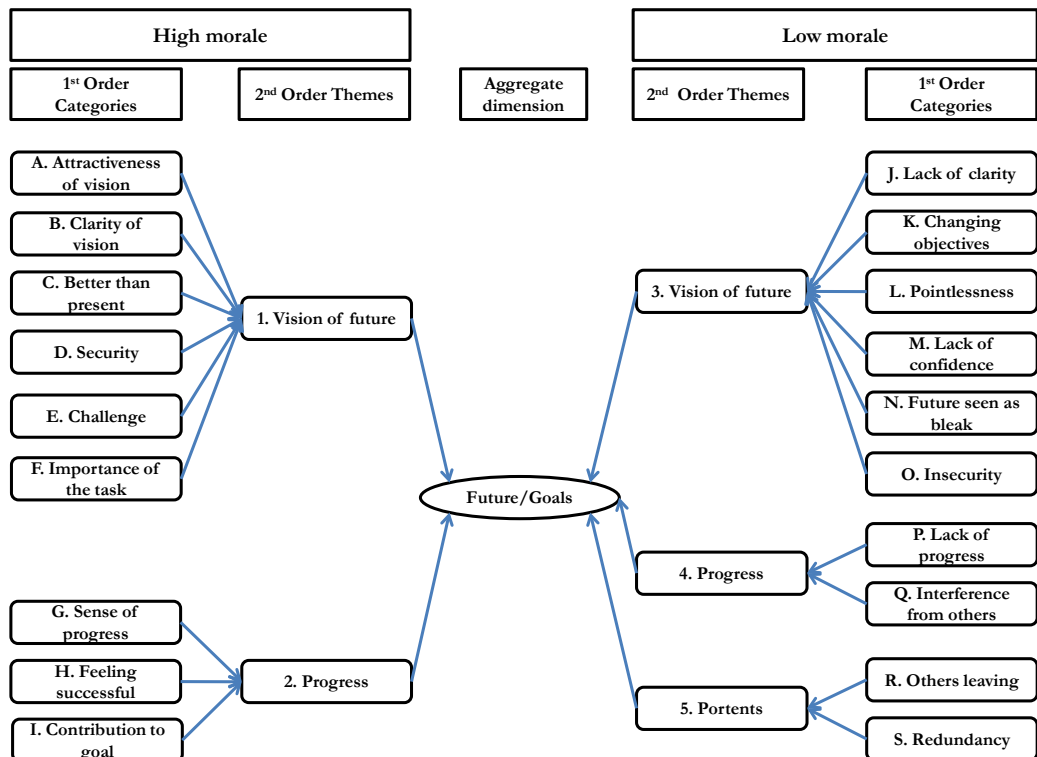 High morale
Low morale
1st Order
Categories
2nd Order Themes
Aggregate
dimension
2nd Order Themes
1st Order
Categories
A. Attractiveness
of vision
B. Clarity of
vision
C. Better than
present
D. Security
E. Challenge
F. Importance of
the task
1. Vision of future
G. Sense of
progress
H. Feeling
successful
I. Contribution to
goal
2. Progress
Future/Goals
3. Vision of future
4. Progress
5. Portents
J. Lack of clarity
K. Changing
objectives
L. Pointlessness
M. Lack of
confidence
N. Future seen as
bleak
O. Insecurity
P. Lack of
progress
Q. Interference
from others
R. Others leaving
S. Redundancy